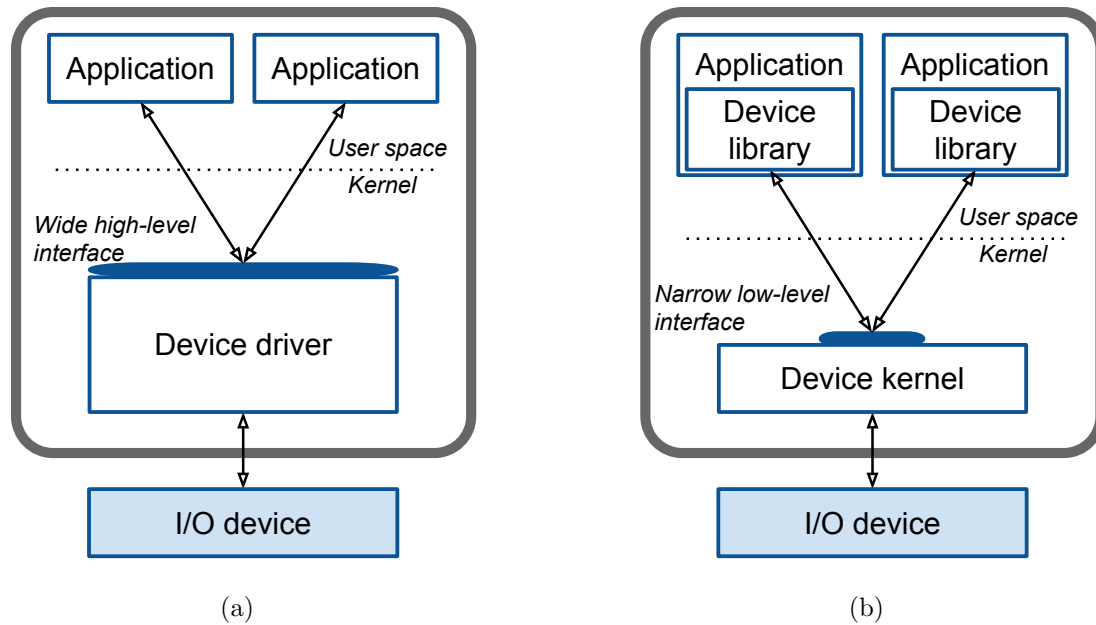 Application
Application
User space
Kernel
Wide high-level
interface
Device driver
I/O device
(a)
Application
Application
Device
library
Device
library
User space
Kernel
Narrow low-level
interface
Device kernel
I/O device
(b)